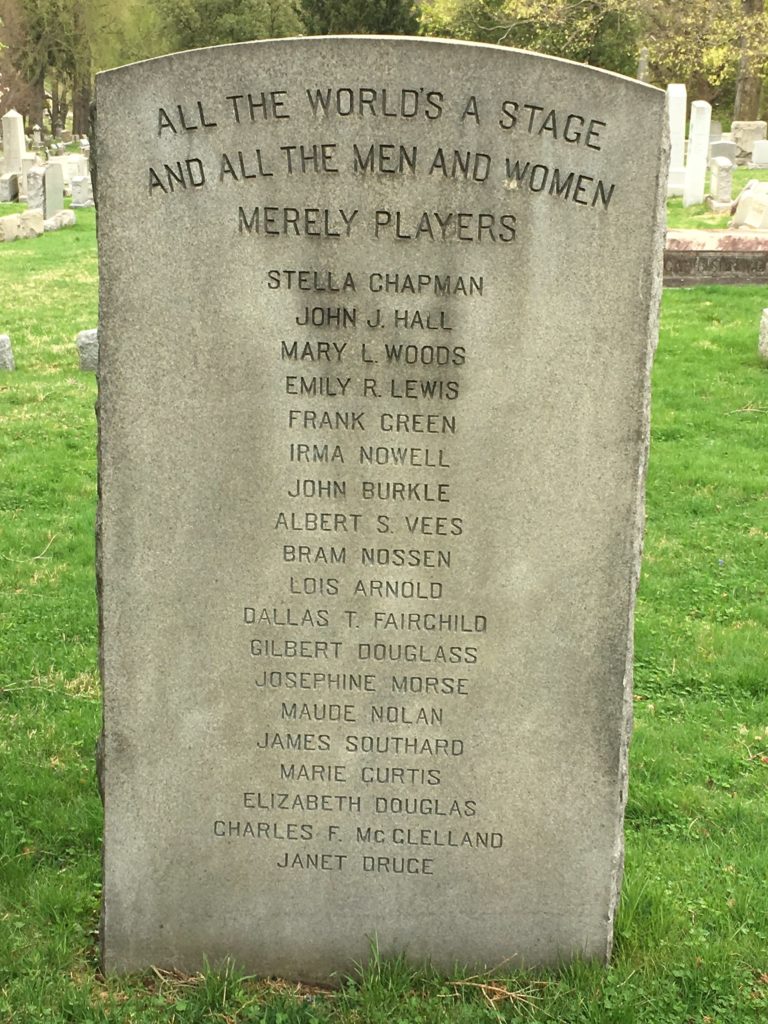 ALL THE WORLD'S A STAGE
AND ALL THE MEN AND WOMEN
MERELY PLAYERS
STELLA CHAPMAN
JOHN J. HALL
MARY L. WOODS
EMILY R. LEWIS
FRANK GREEN
IRMA NOWELL
JOHN BURKLE
ALBERT S. VEES
BRAM NOSSEN
LOIS ARNOLD
DALLAS T. FAIRCHILD
GILBERT DOUGLASS
JOSEPHINE MORSE
MAUDE NOLAN
JAMES SOUTHARD
MARIE CURTIS
ELIZABETH DOUGLAS
CHARLES F. McCLELLAND
JANET DRUCE